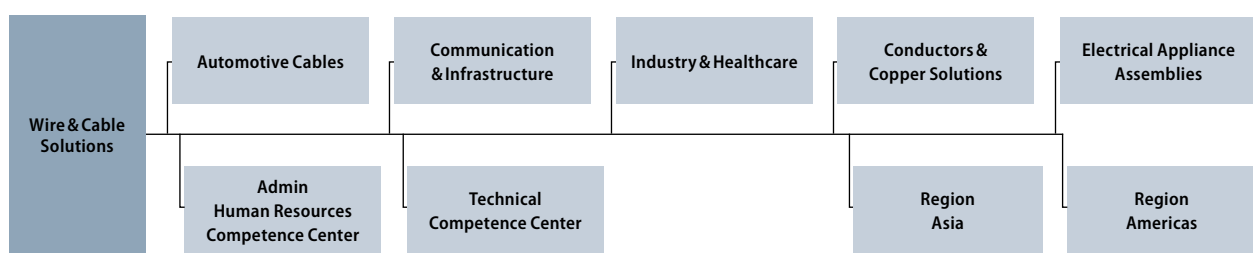 Wire & Cable
Solutions
Automotive Cables
Communication
& Infrastructure
Industry & Healthcare
Conductors &
Copper Solutions
Electrical Appliance
Assemblies
Admin
Human Resources
Competence Center
Technical
Competence Center
Region
Asia
Region
Americas